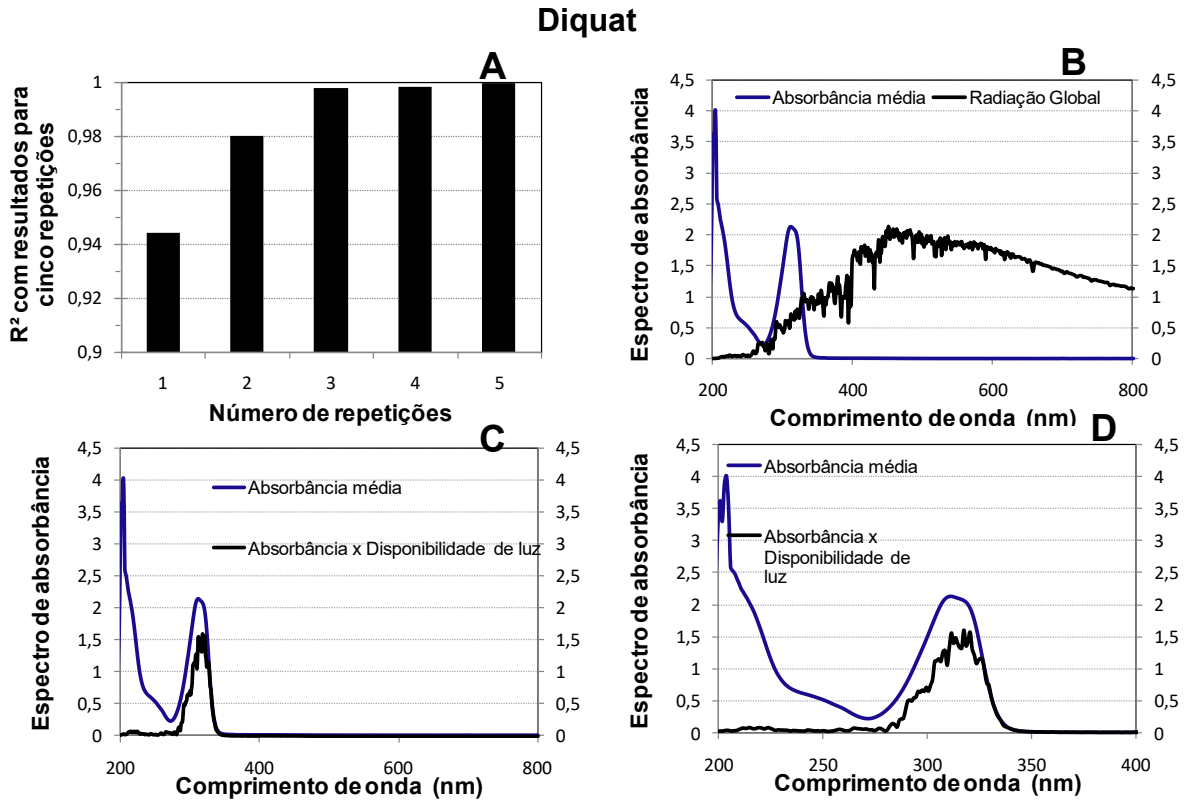 Diquat
A
R² com resultados para
cinco repetições
1
0,98
0,96
0,94
0,92
0,9
1 2 3 4 5
Número de repetições
B
Espectro de absorbância
Absorbância média Radiação Global
4,5 4,5
4 4
3,5 3,5
3 3
2,5 2,5
2 2
1,5 1,5
1 1
0,5 0,5
0 0
200 400 600 800
Comprimento de onda (nm)
C
Espectro de absorbância
4,5 4,5
4 4
3,5 3,5
3 3
2,5 2,5
2 2
1,5 1,5
1 1
0,5 0,5
0 0
Absorbância média
Absorbância x Disponibilidade de luz
200 400 600 800
Comprimento de onda (nm)
D
Espectro de absorbância
4,5 4,5
4 4
3,5 3,5
3 3
2,5 2,5
2 2
1,5 1,5
1 1
0,5 0,5
0 0
Absorbância média
Absorbância x
Disponibilidade de
luz
200 250 300 350 400
Comprimento de onda (nm)